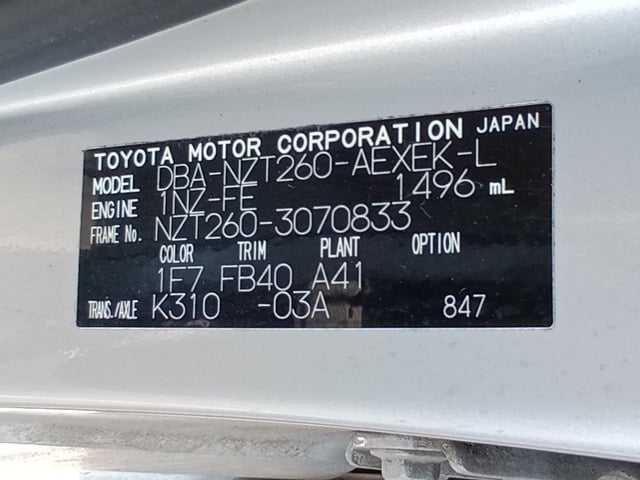 TOYOTA MOTOR CORPORATION JAPAN
MODEL DBA-NZT260-AEXEK-L
ENGINE 1NZ-FE 1496 mL
FRAME No. NZT260-3070833
COLOR TRIM PLANT OPTION
1F7 FB40 A41
TRANS./AXLE K310 -03A 847